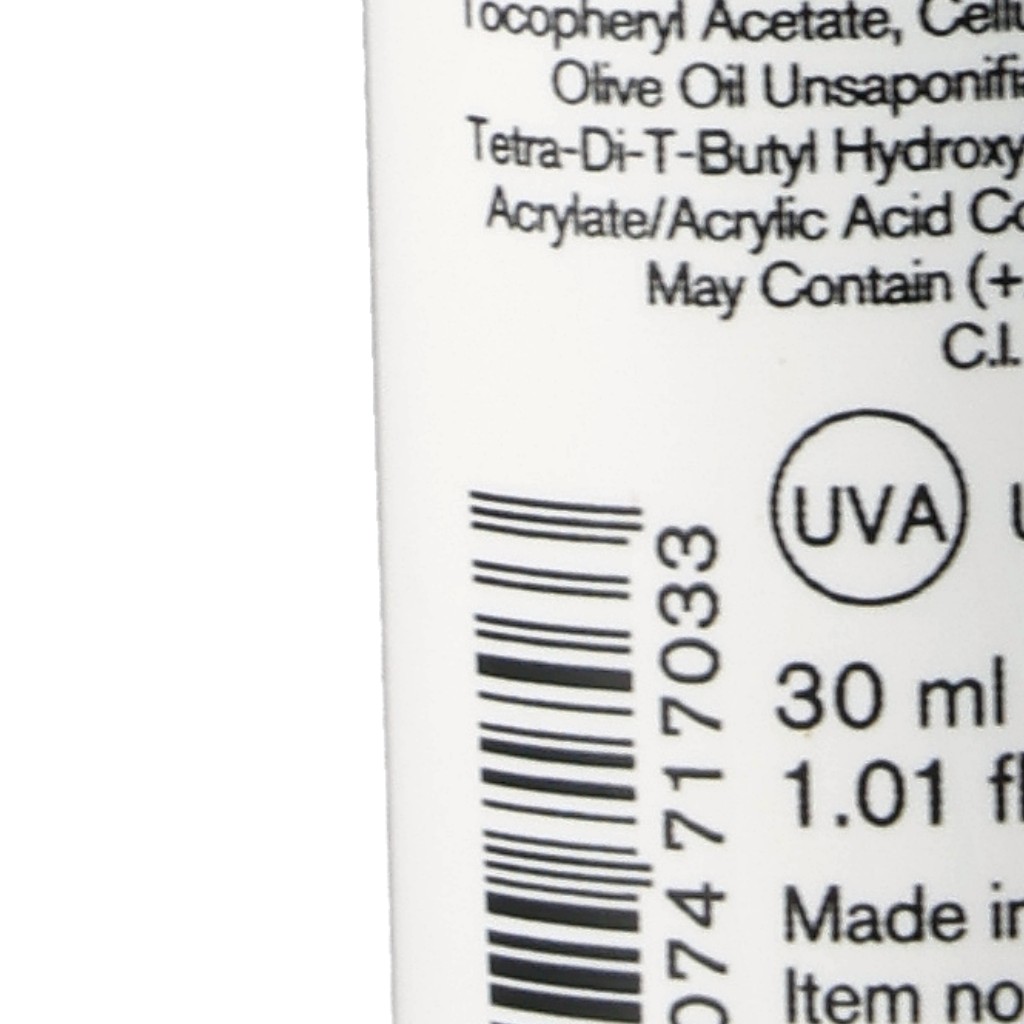 Tocopheryl Acetate,
Olive Oil
Tetra-Di-T-Butyl
Acrylate/Acrylic Acid
May Contain (+
C.I.
UVA
30 ml
1.01
Made
Item no
074 717033